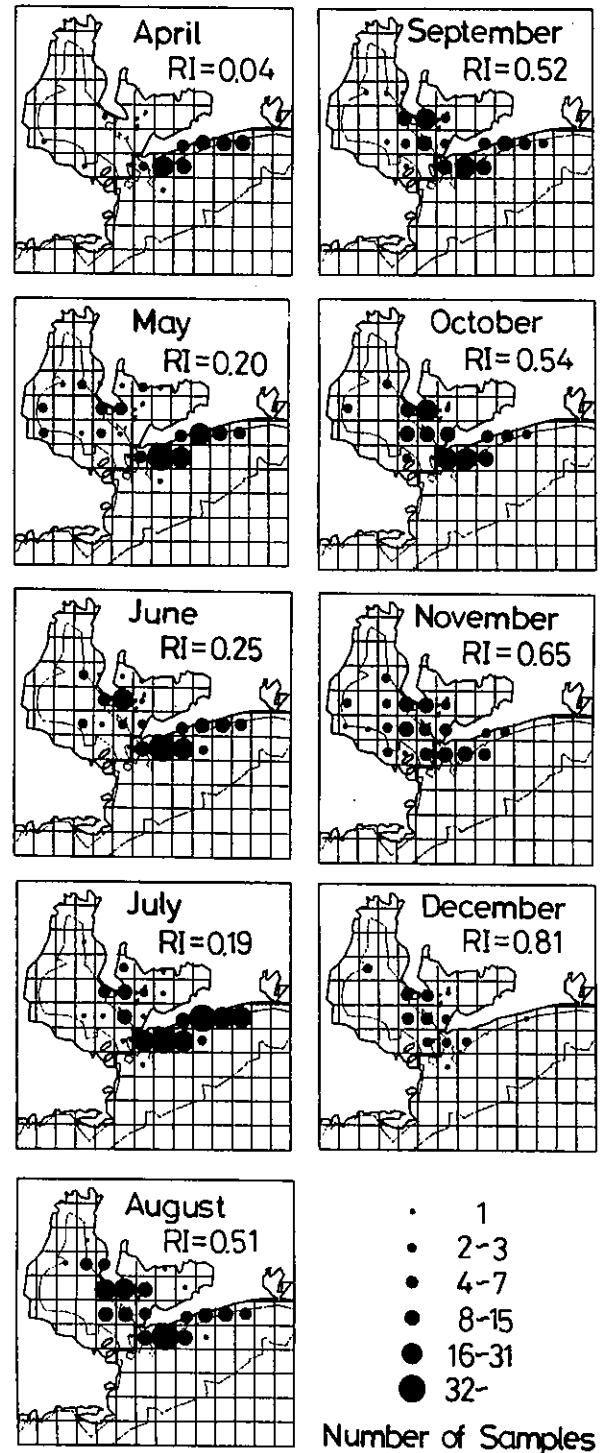 April
RI=0.04
September
RI=0.52
May
RI=0.20
October
RI=0.54
June
RI=0.25
November
RI=0.65
July
RI=0.19
December
RI=0.81
August
RI=0.51
1
2-3
4-7
8-15
16-31
32-
Number of Samples